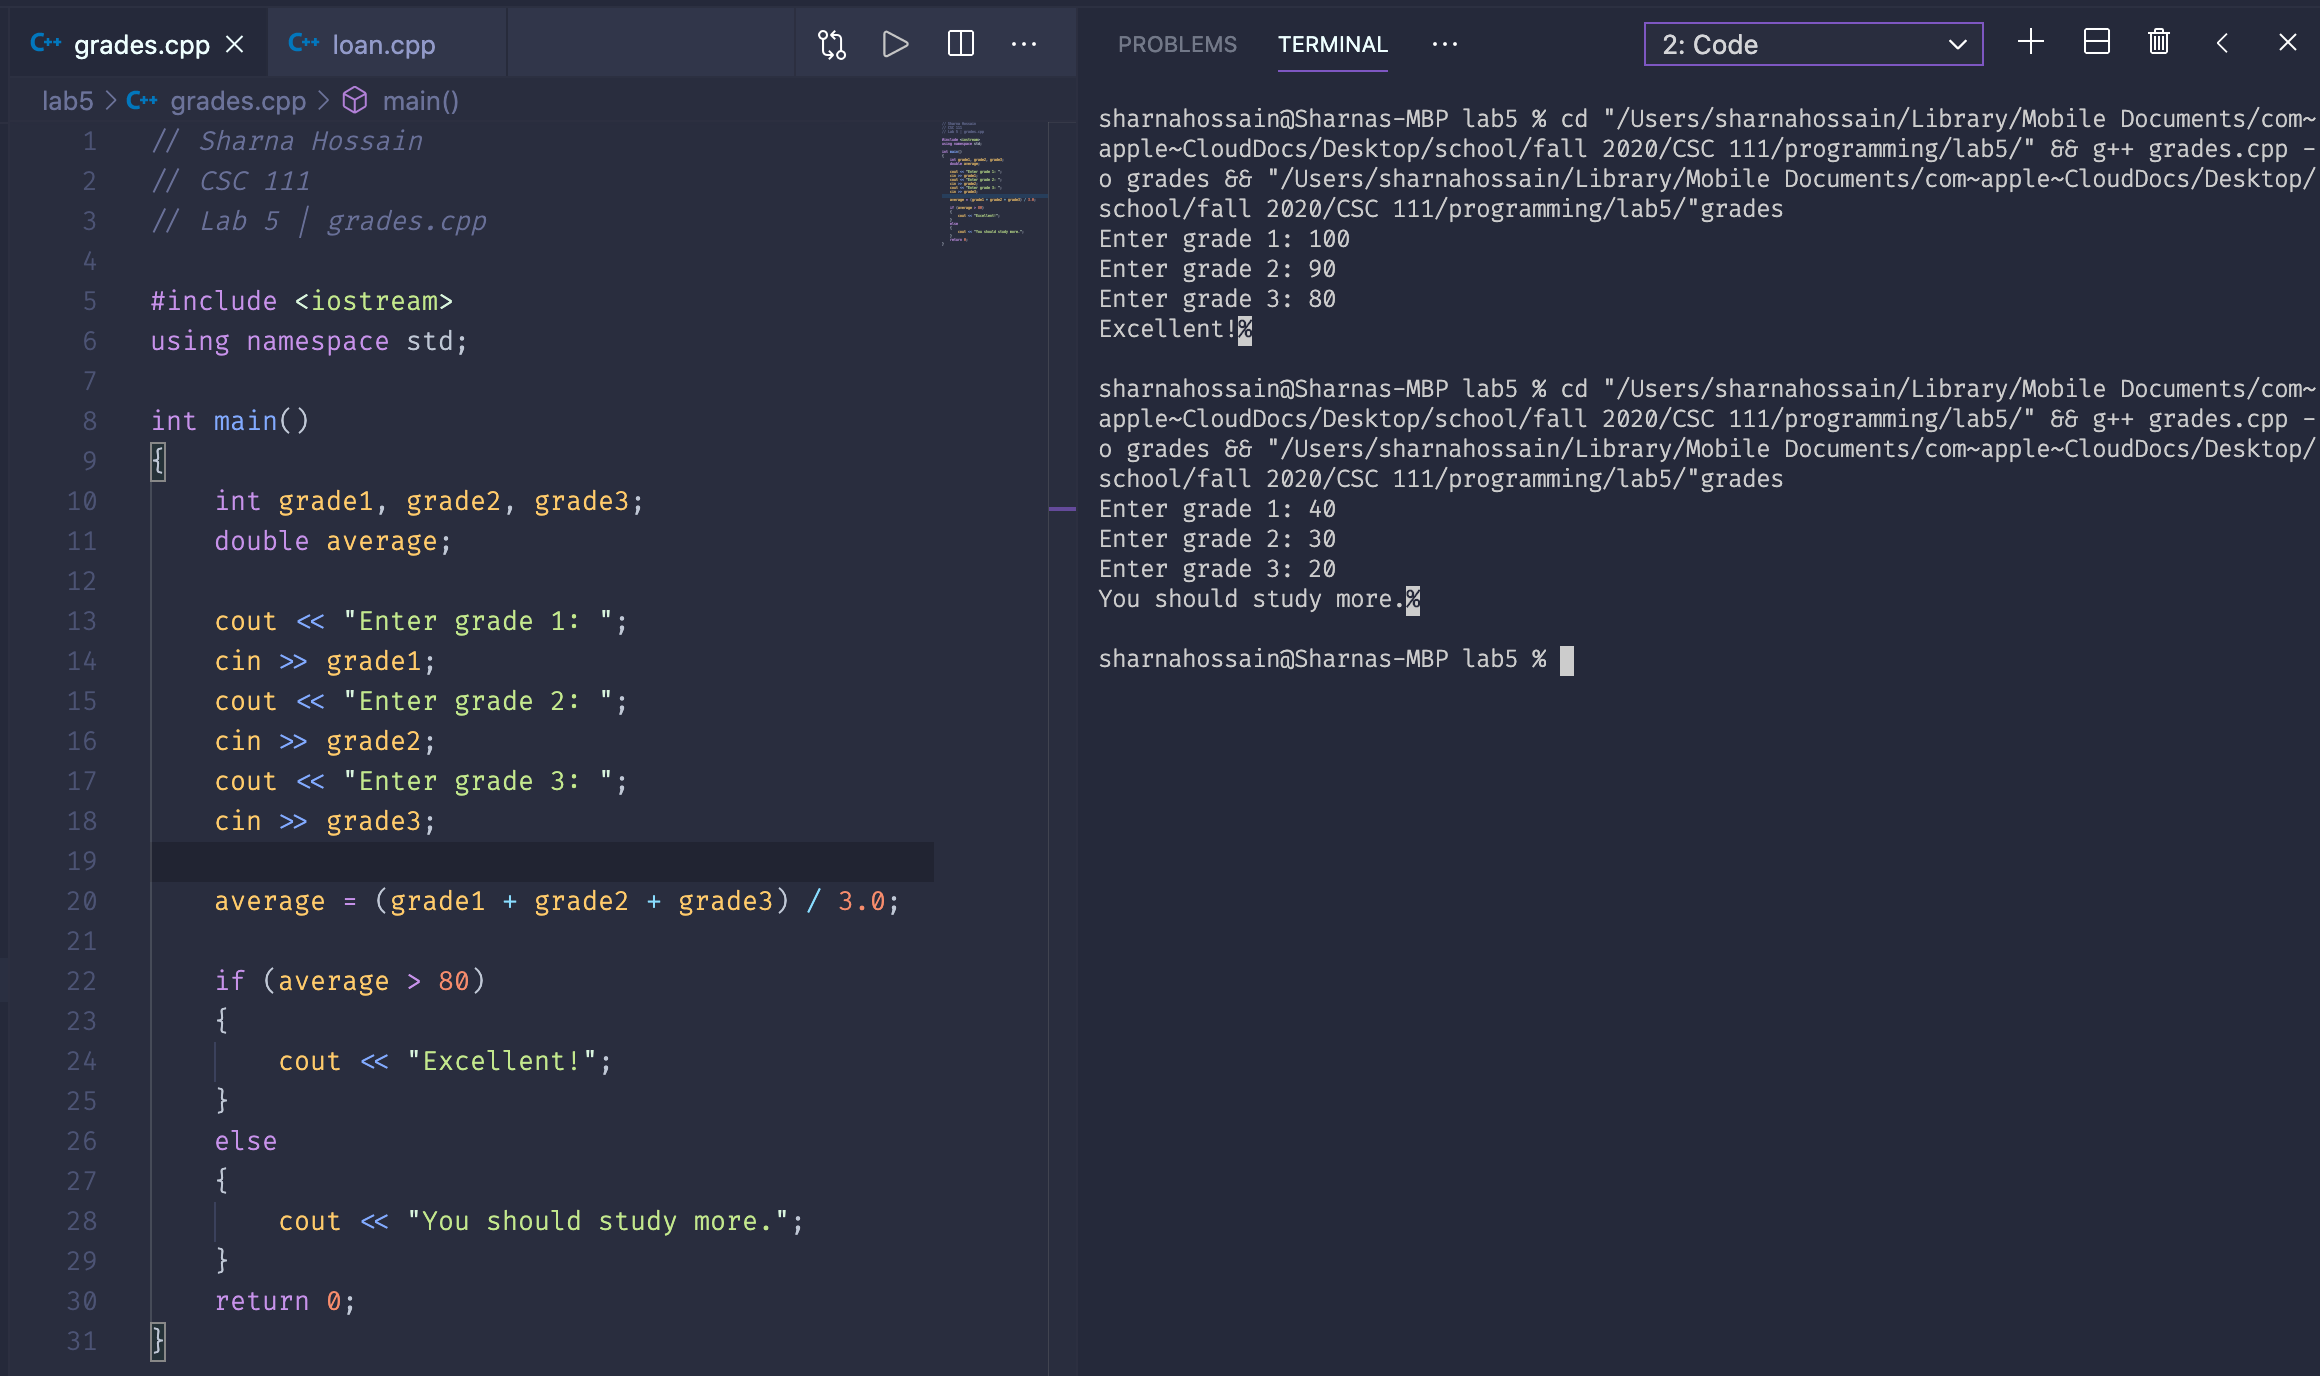 C++ grades.cpp
C++ loan.cpp
lab5 > C++ grades.cpp > main()
1 // Sharna Hossain
2 // CSC 111
3 // Lab 5 | grades.cpp
4
5 #include <iostream>
6 using namespace std;
7
8 int main()
9 {
10 int grade1, grade2, grade3;
11 double average;
12
13 cout << "Enter grade 1: ";
14 cin >> grade1;
15 cout << "Enter grade 2: ";
16 cin >> grade2;
17 cout << "Enter grade 3: ";
18 cin >> grade3;
19
20 average = (grade1 + grade2 + grade3) / 3.0;
21
22 if (average > 80)
23 {
24 cout << "Excellent!";
25 }
26 else
27 {
28 cout << "You should study more.";
29 }
30 return 0;
31 }
PROBLEMS TERMINAL ··· 2: Code
sharnahossain@Sharnas-MBP lab5 % cd "/Users/sharnahossain/Library/Mobile Documents/com~
apple~CloudDocs/Desktop/school/fall 2020/CSC 111/programming/lab5/" && g++ grades.cpp -
o grades && "/Users/sharnahossain/Library/Mobile Documents/com~apple~CloudDocs/Desktop/
school/fall 2020/CSC 111/programming/lab5/"grades
Enter grade 1: 100
Enter grade 2: 90
Enter grade 3: 80
Excellent!%
sharnahossain@Sharnas-MBP lab5 % cd "/Users/sharnahossain/Library/Mobile Documents/com~
apple~CloudDocs/Desktop/school/fall 2020/CSC 111/programming/lab5/" && g++ grades.cpp -
o grades && "/Users/sharnahossain/Library/Mobile Documents/com~apple~CloudDocs/Desktop/
school/fall 2020/CSC 111/programming/lab5/"grades
Enter grade 1: 40
Enter grade 2: 30
Enter grade 3: 20
You should study more.%
sharnahossain@Sharnas-MBP lab5 %